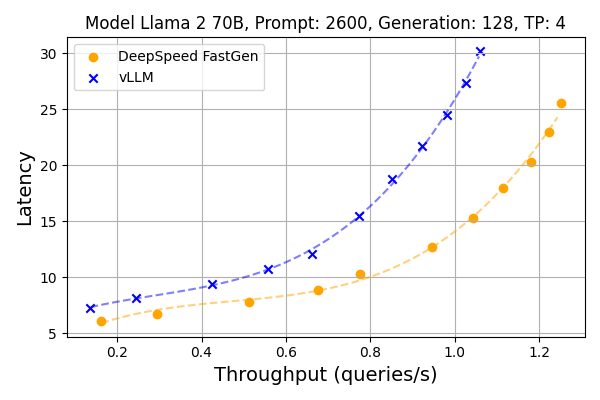 Model Llama 2 70B, Prompt: 2600, Generation: 128, TP: 4
DeepSpeed FastGen
vLLM
Latency
30
25
20
15
10
5
0.2 0.4 0.6 0.8 1.0 1.2
Throughput (queries/s)